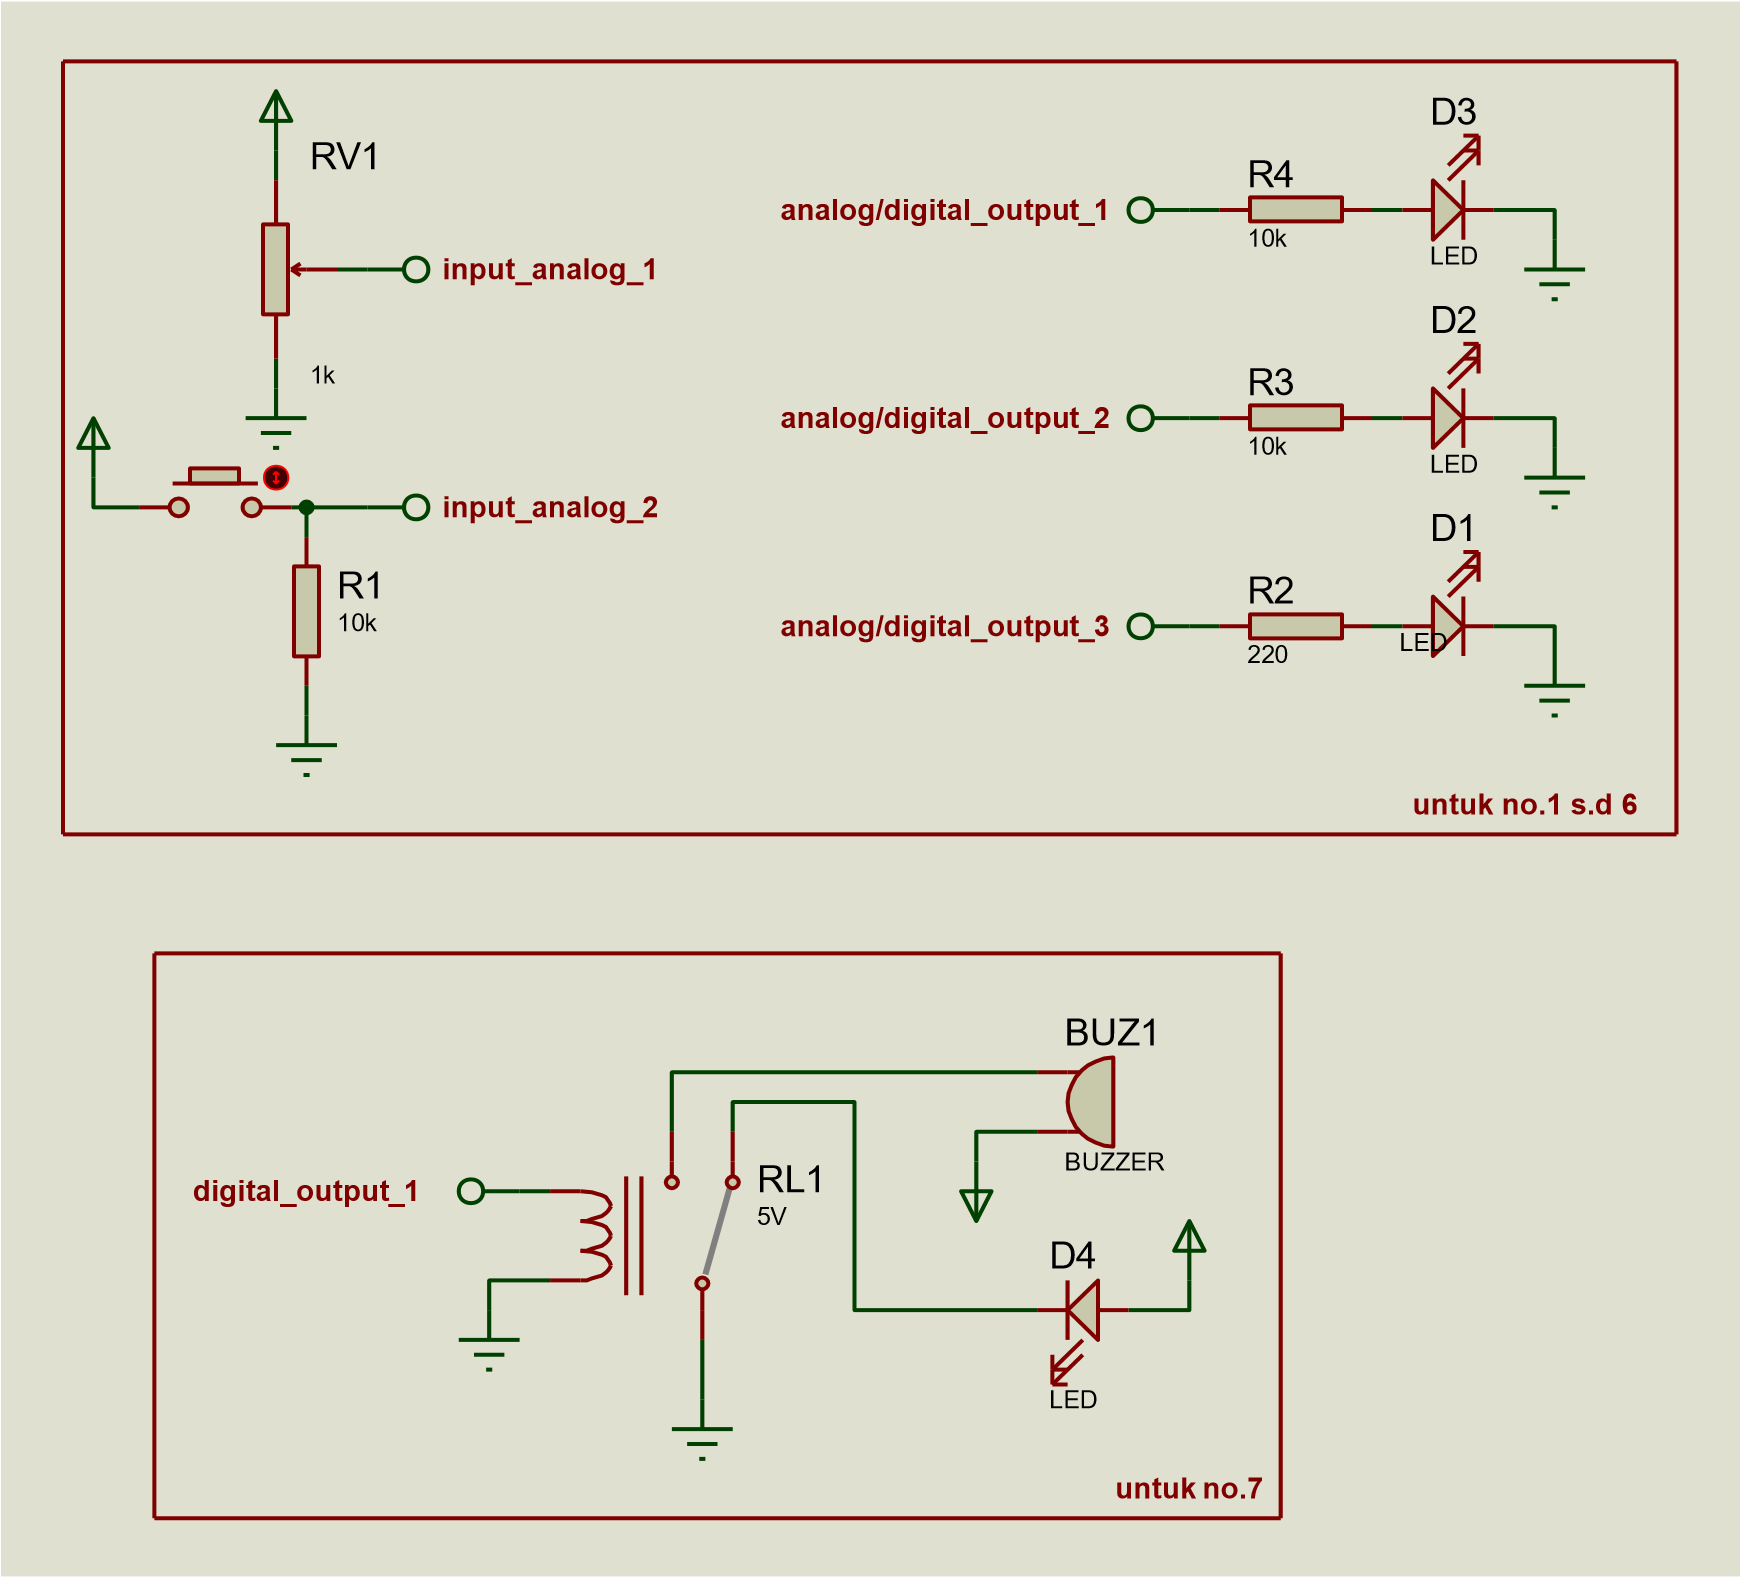 RV1
input_analog_1
1k
input_analog_2
R1
10k
D3
R4
analog/digital_output_1
10k
LED
D2
R3
analog/digital_output_2
10k
LED
D1
R2
analog/digital_output_3
220
LED
untuk no.1 s.d 6
BUZ1
BUZZER
digital_output_1
RL1
5V
D4
LED
untuk no.7